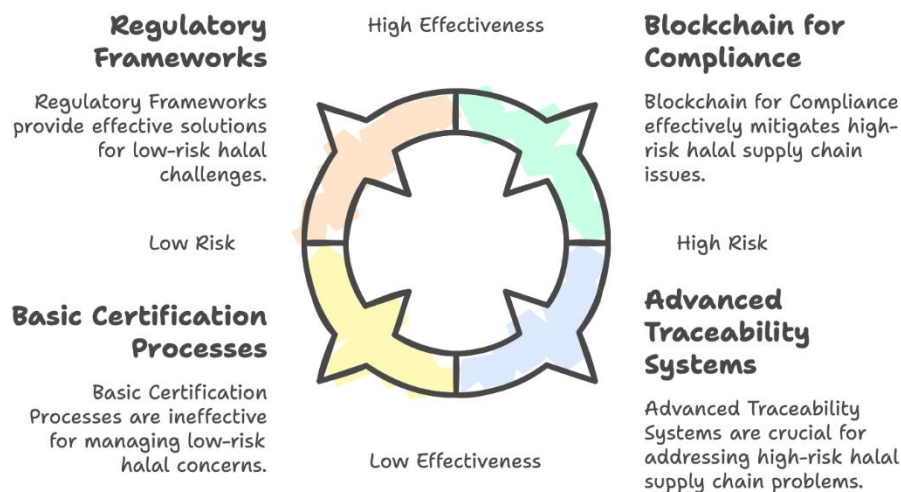 Regulatory
Frameworks
Regulatory Frameworks
provide effective solutions
for low-risk halal
challenges.
High Effectiveness
Blockchain for
Compliance
Blockchain for Compliance
effectively mitigates high-
risk halal supply chain
issues.
Low Risk
High Risk
Basic Certification
Processes
Basic Certification
Processes are ineffective
for managing low-risk
halal concerns.
Low Effectiveness
Advanced
Traceability
Systems
Advanced Traceability
Systems are crucial for
addressing high-risk halal
supply chain problems.